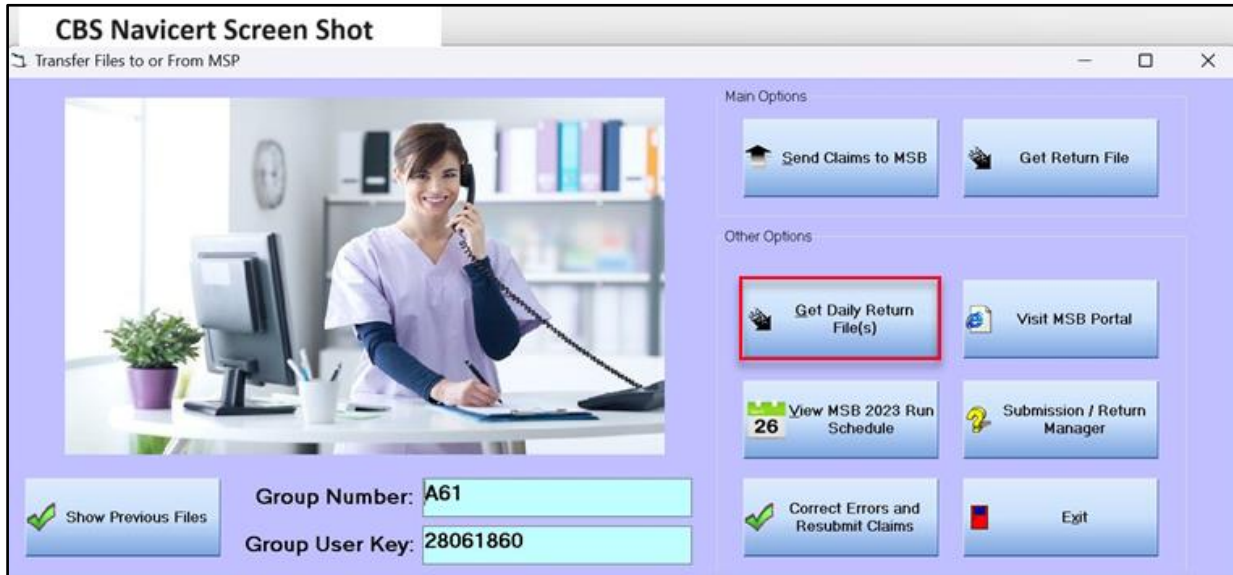 CBS Navicert Screen Shot
Transfer Files to or From MSP
Main Options
Send Claims to MSB
Get Return File
Other Options
Get Daily Return
File(s)
Visit MSB Portal
26
View MSB 2023 Run
Schedule
Submission / Return
Manager
Show Previous Files
Group Number:
A61
Group User Key:
28061860
Correct Errors and
Resubmit Claims
Exit